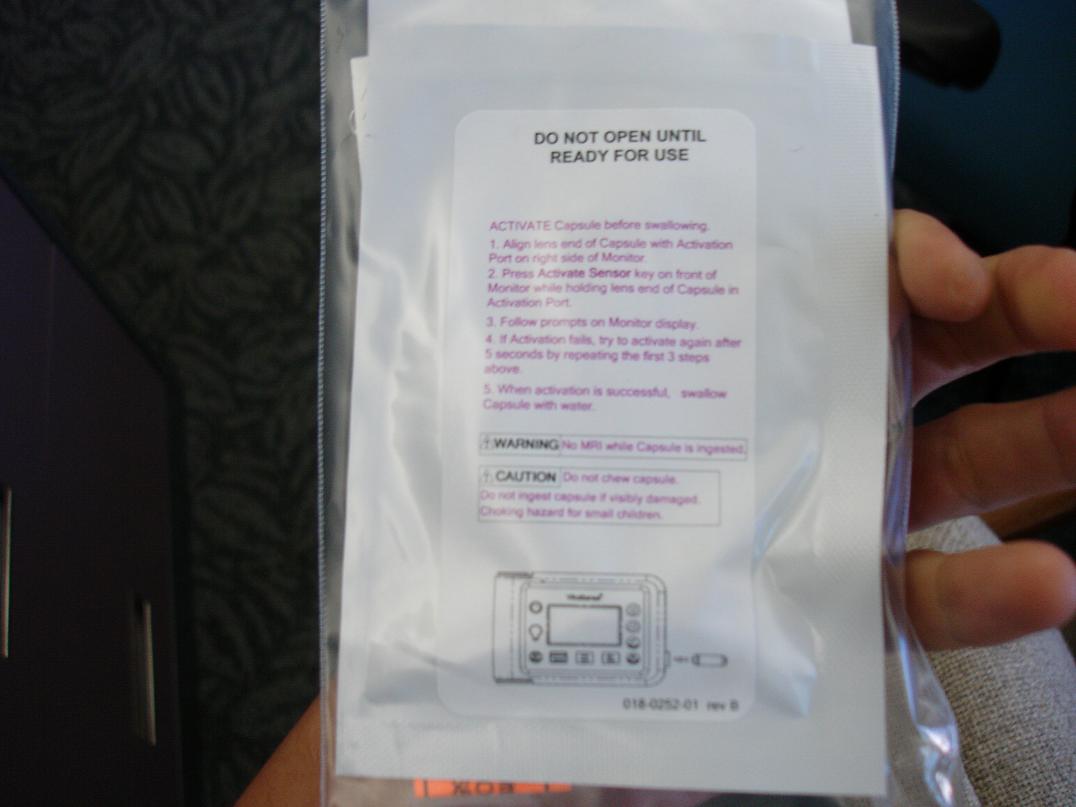 DO NOT OPEN UNTIL
READY FOR USE
ACTIVATE Capsule before swallowing.
1. Align lens end of Capsule with Activation
Port on right side of Monitor.
2. Press Activate Sensor key on front of
Monitor while holding lens end of Capsule in
Activation Port.
3. Follow prompts on Monitor display.
4. If Activation fails, try to activate again after
5 seconds by repeating the first 3 steps
above.
5. When activation is successful, swallow
Capsule with water.
WARNING No MRI while Capsule is ingested.
CAUTION Do not chew capsule.
Do not ingest capsule if visibly damaged.
Choking hazard for small children.
018-0252-01 rev B